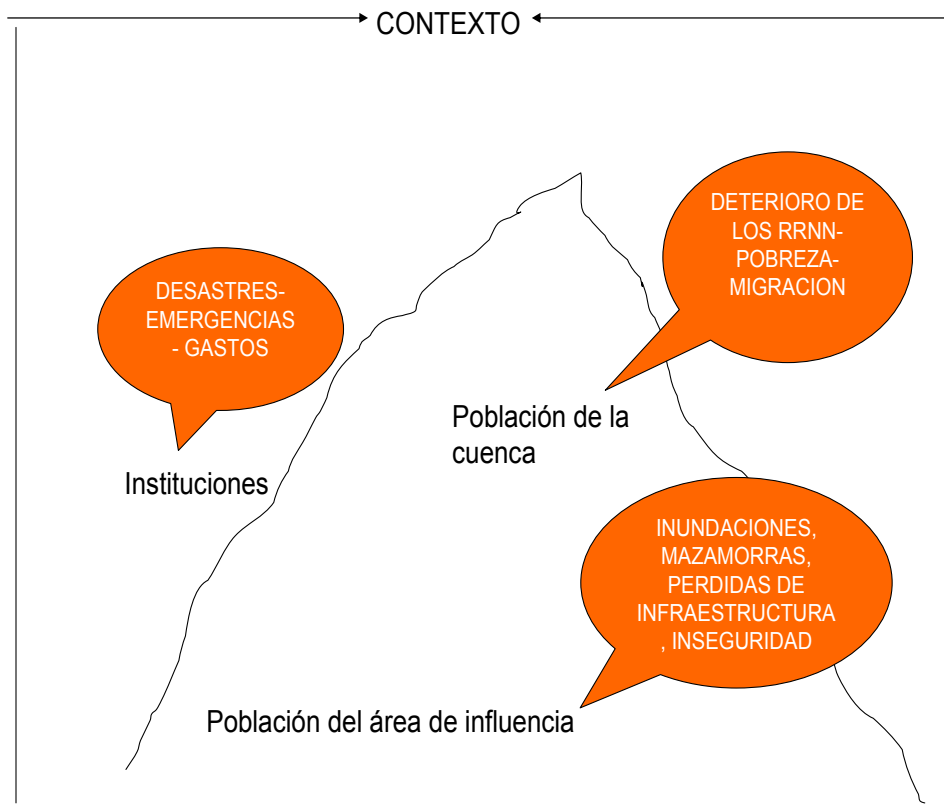 CONTEXTO
DETERIORO DE
LOS RRNN-
POBREZA-
MIGRACION
DESASTRES-
EMERGENCIAS
- GASTOS
Población de la
cuenca
Instituciones
INUNDACIONES,
MAZAMORRAS,
PERDIDAS DE
INFRAESTRUCTURA
, INSEGURIDAD
Población del área de influencia